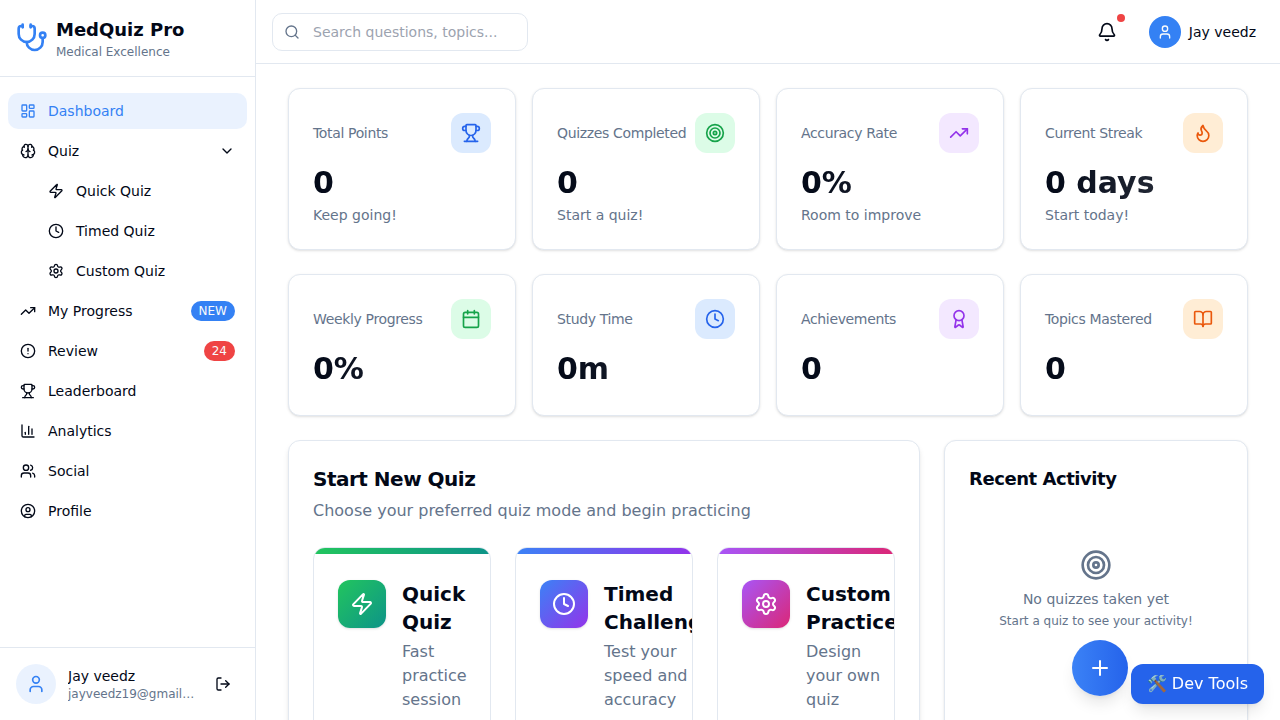 MedQuiz Pro
Medical Excellence
Dashboard
Quiz
Quick Quiz
Timed Quiz
Custom Quiz
My Progress NEW
Review 24
Leaderboard
Analytics
Social
Profile
Jay veedz
jayveedz19@gmail...
Search questions, topics...
Jay veedz
Total Points
0
Keep going!
Quizzes Completed
0
Start a quiz!
Accuracy Rate
0%
Room to improve
Current Streak
0 days
Start today!
Weekly Progress
0%
Study Time
0m
Achievements
0
Topics Mastered
0
Start New Quiz
Choose your preferred quiz mode and begin practicing
Quick
Quiz
Fast
practice
session
Timed
Challeng
Test your
speed and
accuracy
Custom
Practice
Design
your own
quiz
Recent Activity
No quizzes taken yet
Start a quiz to see your activity!
🛠️ Dev Tools